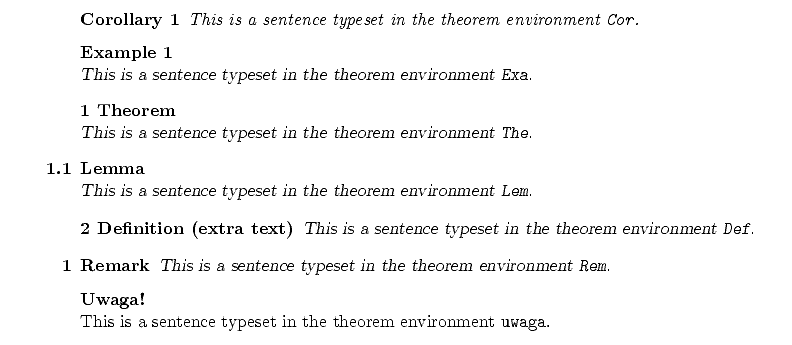 Corollary 1 This is a sentence typeset in the theorem environment Cor.
Example 1
This is a sentence typeset in the theorem environment Exa.
1 Theorem
This is a sentence typeset in the theorem environment The.
1.1 Lemma
This is a sentence typeset in the theorem environment Lem.
2 Definition (extra text) This is a sentence typeset in the theorem environment Def.
1 Remark This is a sentence typeset in the theorem environment Rem.
Uwaga!
This is a sentence typeset in the theorem environment uwaga.